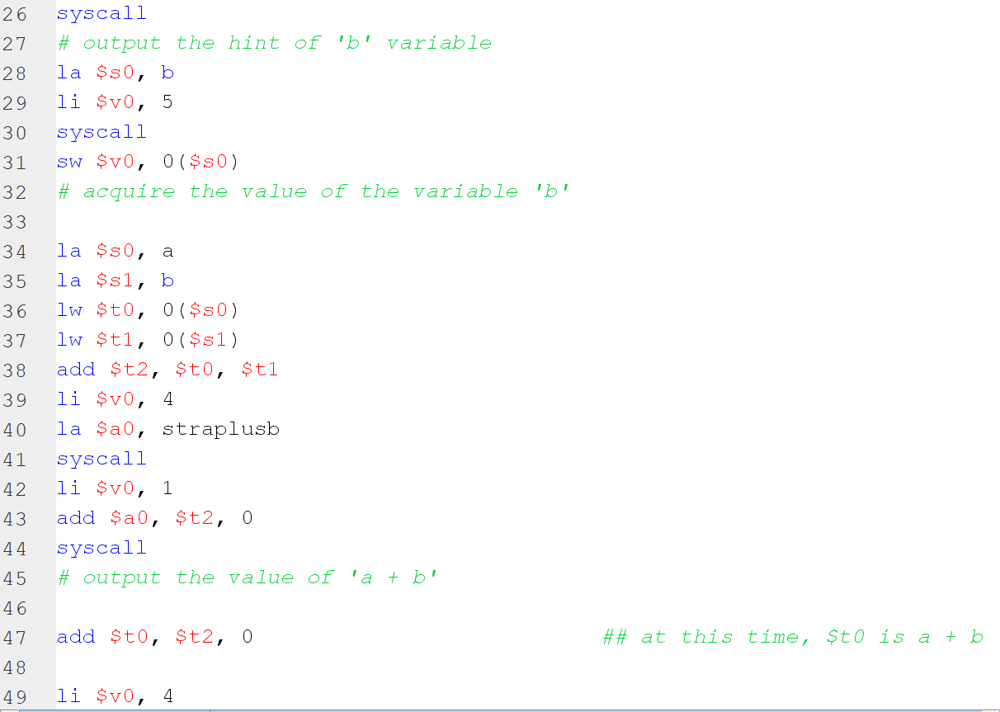 26 syscall
27 # output the hint of 'b' variable
28 la $s0, b
29 li $v0, 5
30 syscall
31 sw $v0, 0($s0)
32 # acquire the value of the variable 'b'
33
34 la $s0, a
35 la $s1, b
36 lw $t0, 0($s0)
37 lw $t1, 0($s1)
38 add $t2, $t0, $t1
39 li $v0, 4
40 la $a0, straplusb
41 syscall
42 li $v0, 1
43 add $a0, $t2, 0
44 syscall
45 # output the value of 'a + b'
46
47 add $t0, $t2, 0 ## at this time, $t0 is a + b
48
49 li $v0, 4